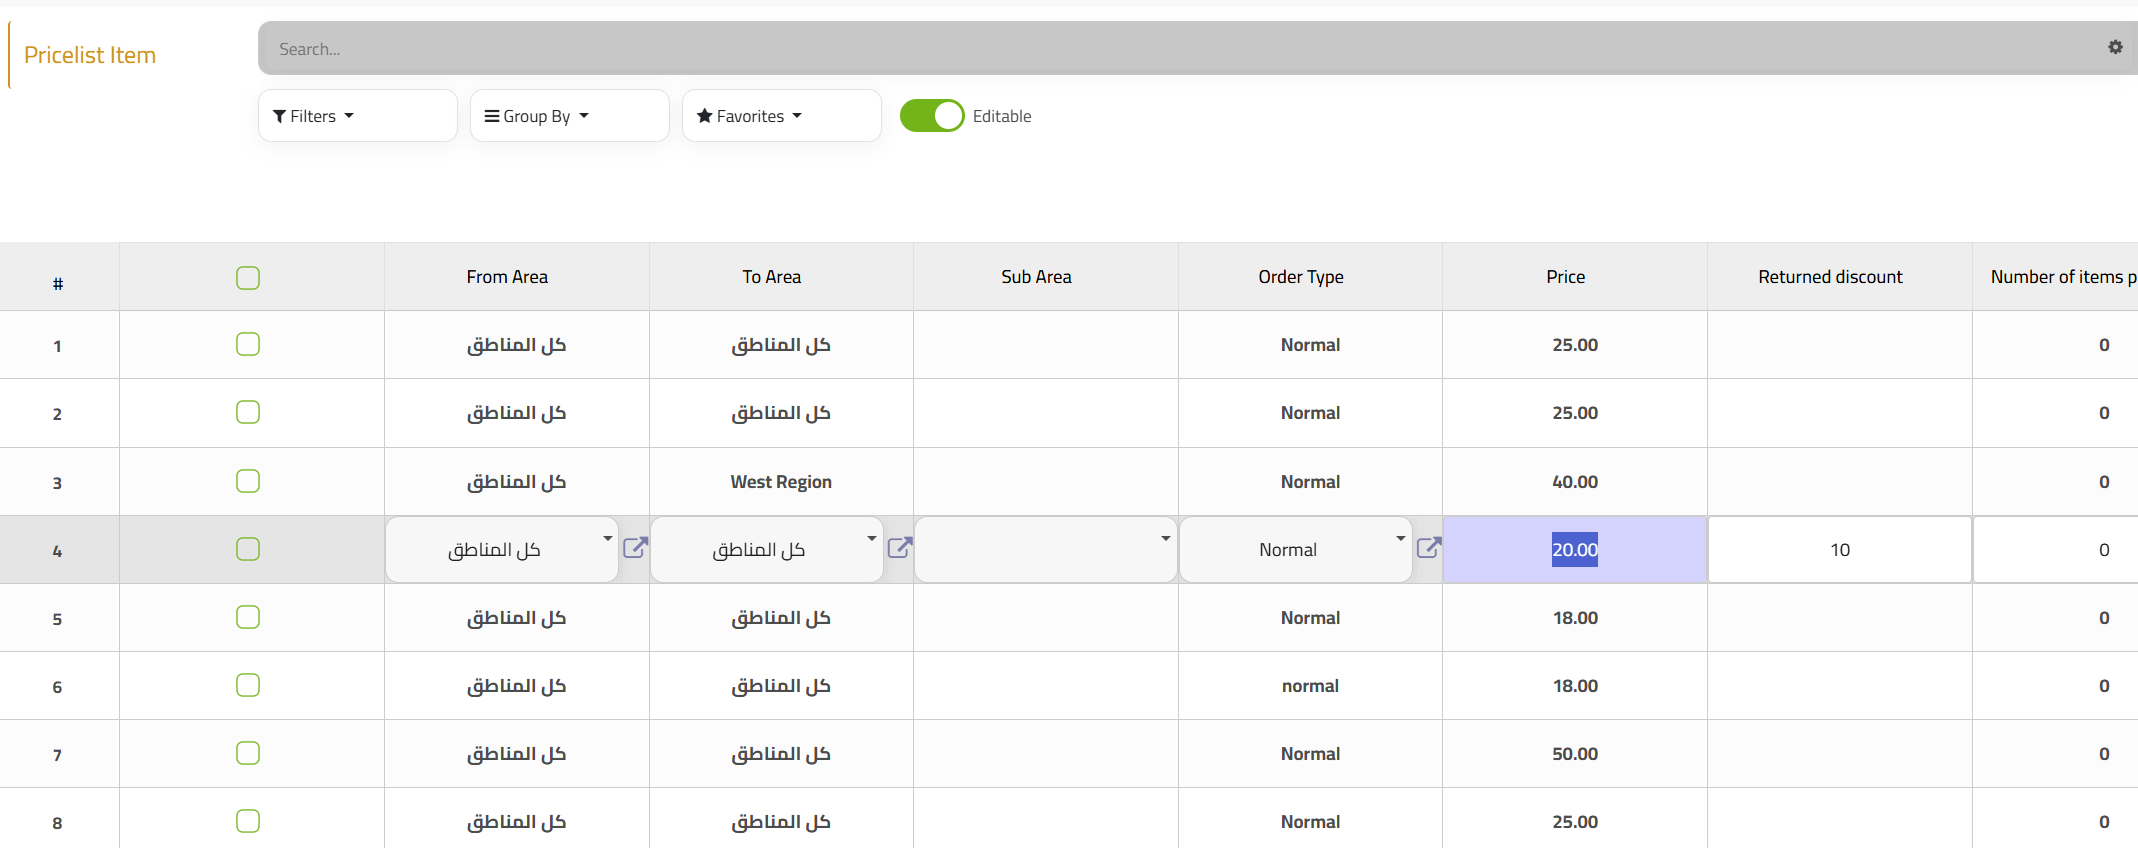 Pricelist Item
Search...
Filters Group By Favorites Editable
# From Area To Area Sub Area Order Type Price Returned discount Number of items p
1 كل المناطق كل المناطق Normal 25.00 0
2 كل المناطق كل المناطق Normal 25.00 0
3 كل المناطق West Region Normal 40.00 0
4 كل المناطق كل المناطق Normal 20.00 10 0
5 كل المناطق كل المناطق Normal 18.00 0
6 كل المناطق كل المناطق normal 18.00 0
7 كل المناطق كل المناطق Normal 50.00 0
8 كل المناطق كل المناطق Normal 25.00 0